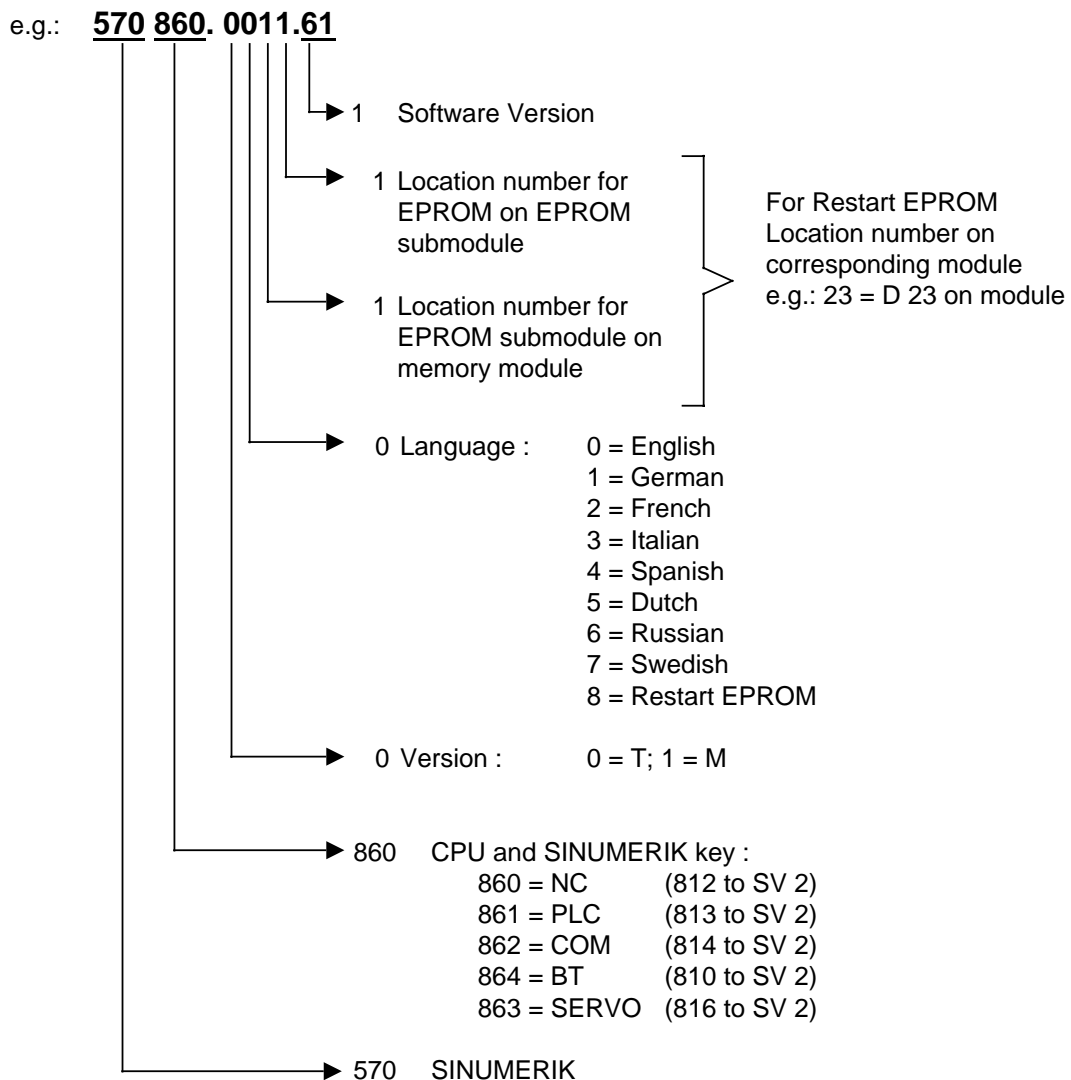 e.g.: 570 860. 0011.61
1 Software Version
1 Location number for
EPROM on EPROM
submodule
1 Location number for
EPROM submodule on
memory module
For Restart EPROM
Location number on
corresponding module
e.g.: 23 = D 23 on module
0 Language : 0 = English
1 = German
2 = French
3 = Italian
4 = Spanish
5 = Dutch
6 = Russian
7 = Swedish
8 = Restart EPROM
0 Version : 0 = T; 1 = M
860 CPU and SINUMERIK key :
860 = NC (812 to SV 2)
861 = PLC (813 to SV 2)
862 = COM (814 to SV 2)
864 = BT (810 to SV 2)
863 = SERVO (816 to SV 2)
570 SINUMERIK